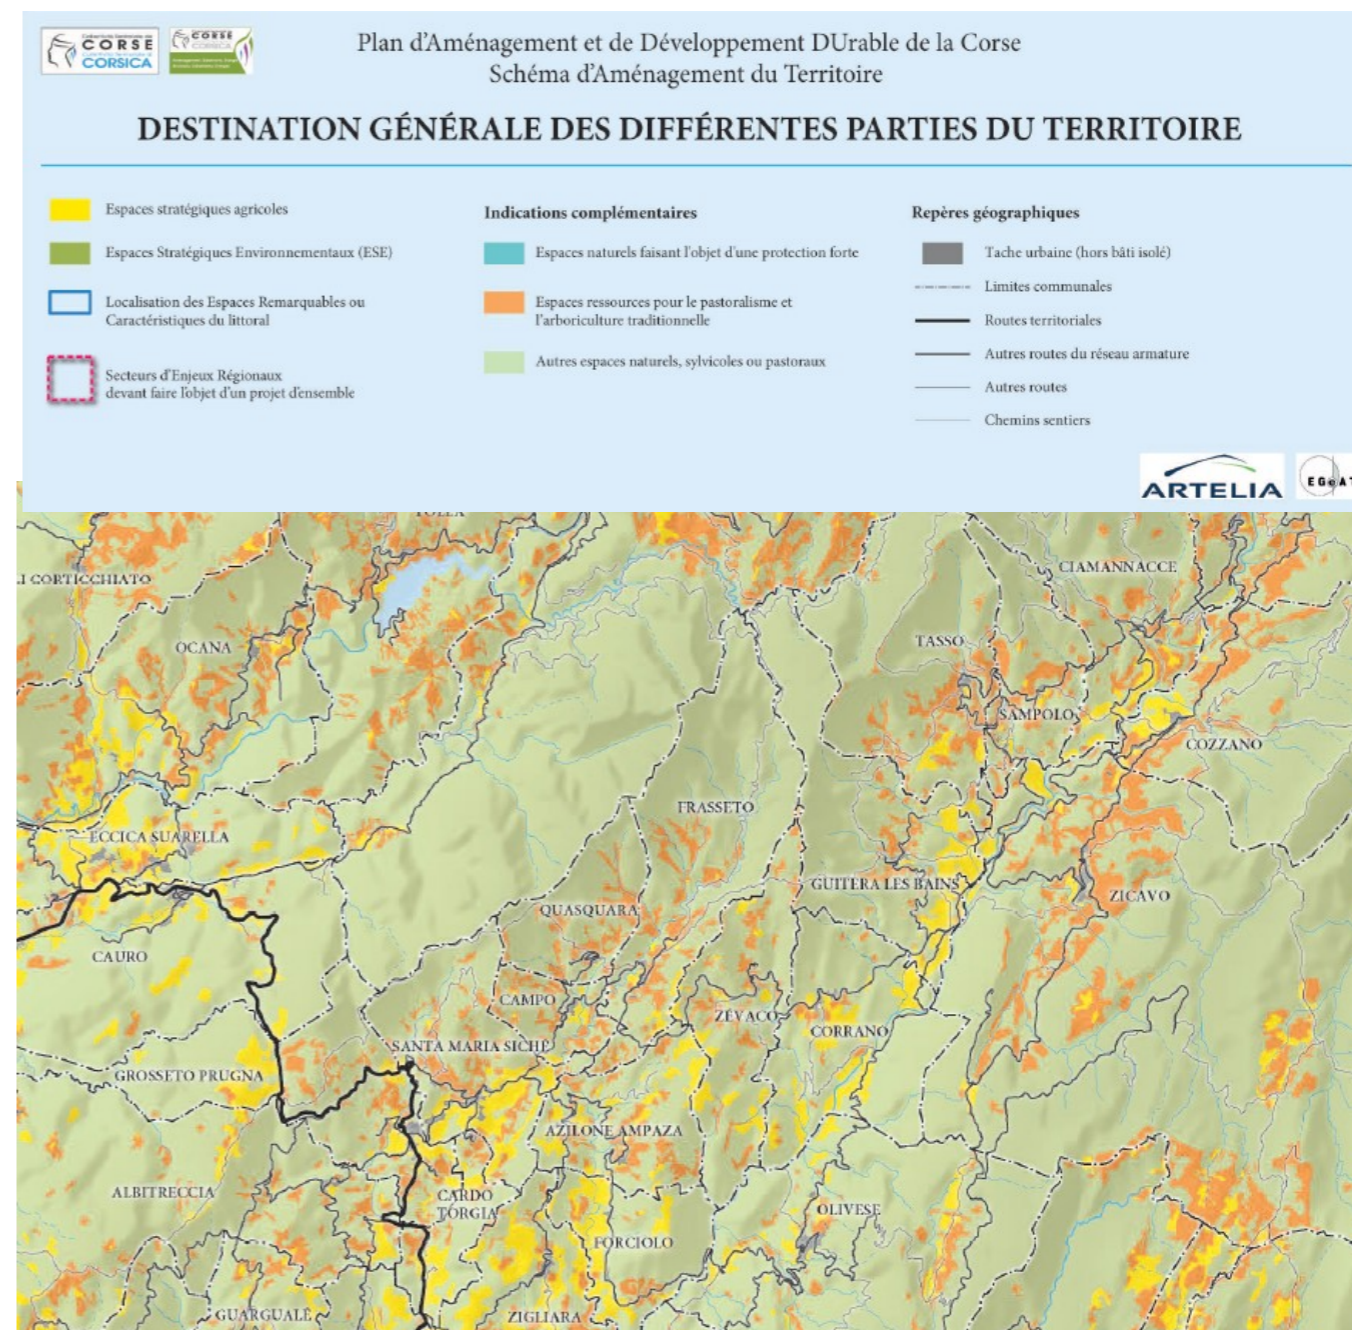 CORSE
CORSICA
CORSE
CORSICA
Plan d'Aménagement et de Développement DUrable de la Corse
Schéma d'Aménagement du Territoire
DESTINATION GÉNÉRALE DES DIFFÉRENTES PARTIES DU TERRITOIRE
Espaces stratégiques agricoles
Espaces Stratégiques Environnementaux (ESE)
Localisation des Espaces Remarquables ou
Caractéristiques du littoral
Secteurs d'Enjeux Régionaux
devant faire l'objet d'un projet d'ensemble
Indications complémentaires
Espaces naturels faisant l'objet d'une protection forte
Espaces ressources pour le pastoralisme et
l'arboriculture traditionnelle
Autres espaces naturels, sylvicoles ou pastoraux
Repères géographiques
Tache urbaine (hors bâti isolé)
Limites communales
Routes territoriales
Autres routes du réseau armature
Autres routes
Chemins sentiers
ARTELIA
TOLLA
LI CORTICCHIATO
CIAMANNACCE
OCANA
TASSO
SAMPOLO
COZZANO
FRASSETO
ECCICA SUARELLA
GUITERA LES BAINS
ZICAVO
QUASQUARA
CAURO
CAMPO
ZÉVACO
CORRANO
SANTA MARIA SICHÉ
GROSSETO PRUGNA
AZILONE AMPAZA
ALBITRECCIA
CARDO
TORGIA
OLIVESE
FORCIOLO
GUARGUALÉ
ZIGLIARA